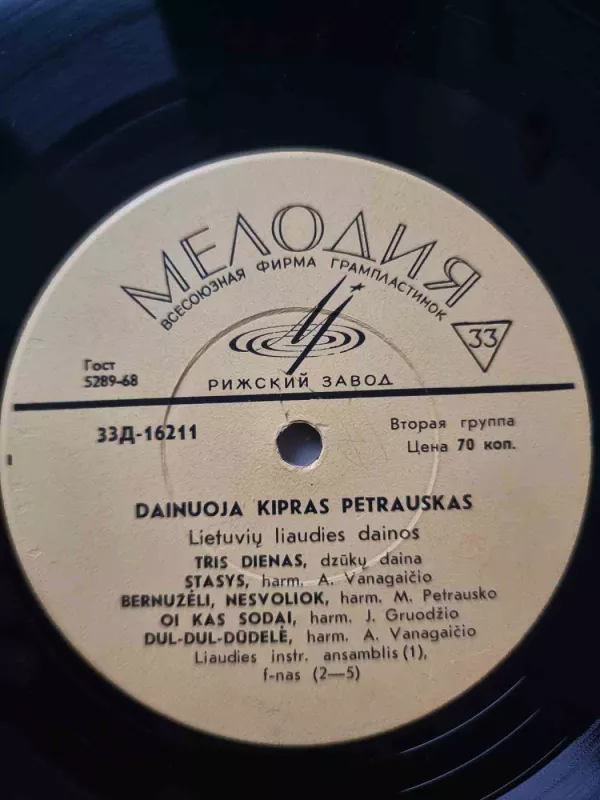 МЕЛОДИЯ
ВСЕСОЮЗНАЯ ФИРМА ГРАМПЛАСТИНОК
33
Гост
5289-68
РИЖСКИЙ ЗАВОД
33Д-16211
Вторая группа
Цена 70 коп.
DAINUOJA KIPRAS PETRAUSKAS
Lietuvių liaudies dainos
TRIS DIENAS, dzūkų daina
STASYS, harm. A. Vanagaičio
BERNUŽĖLI, NESVOLIOK, harm. M. Petrausko
OI KAS SODAI, harm. J. Gruodžio
DUL-DUL-DŪDELĖ, harm. A. Vanagaičio
Liaudies instr. ansamblis (1),
f-nas (2—5)